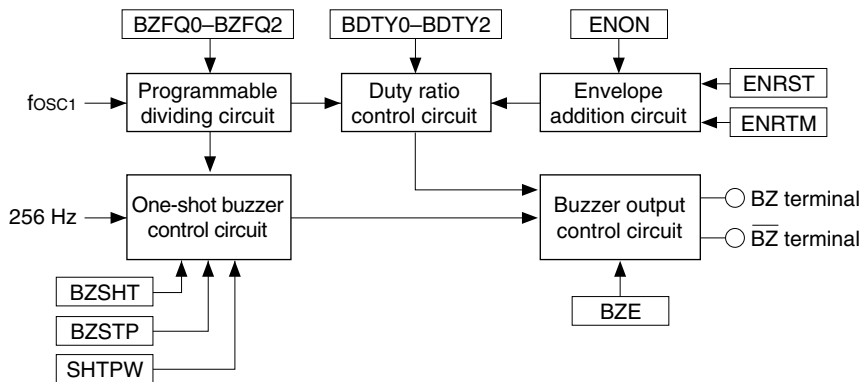 BZFQ0–BZFQ2
BDTY0–BDTY2
ENON
fOSC1
Programmable
dividing circuit
Duty ratio
control circuit
Envelope
addition circuit
ENRST
ENRTM
256 Hz
One-shot buzzer
control circuit
Buzzer output
control circuit
BZ terminal
B̅Z̅ terminal
BZSHT
BZSTP
SHTPW
BZE